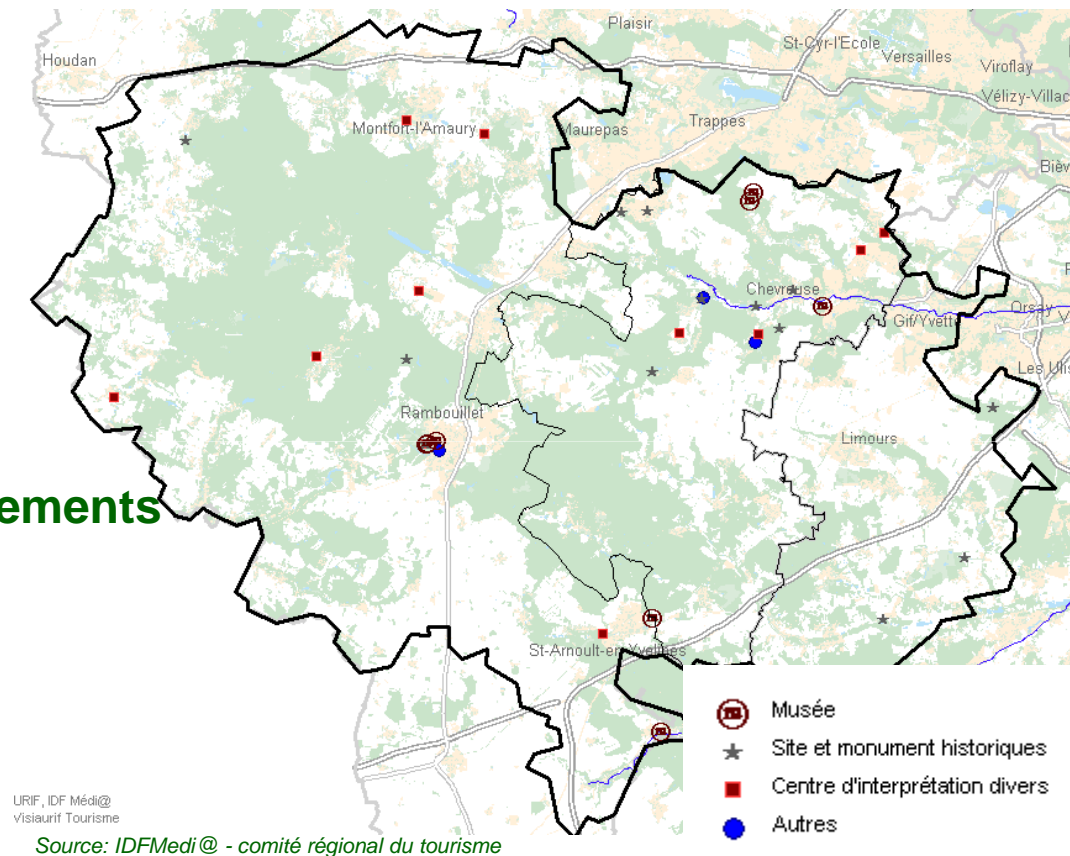 Plaisir
St-Cyr-l'Ecole
Versailles
Houdan
Viroflay
Vélizy-Villac
Trappes
Montfort-l'Amaury
Maurepas
Bièv
Chevreuse
Orsay
Gif/Yvette
Les Ulis
Rambouillet
Limours
ements
St-Arnoult-en-Yvelines
Musée
Site et monument historiques
Centre d'interprétation divers
Autres
URIF, IDF Médi@
Visiaurif Tourisme
Source: IDFMedi@ - comité régional du tourisme